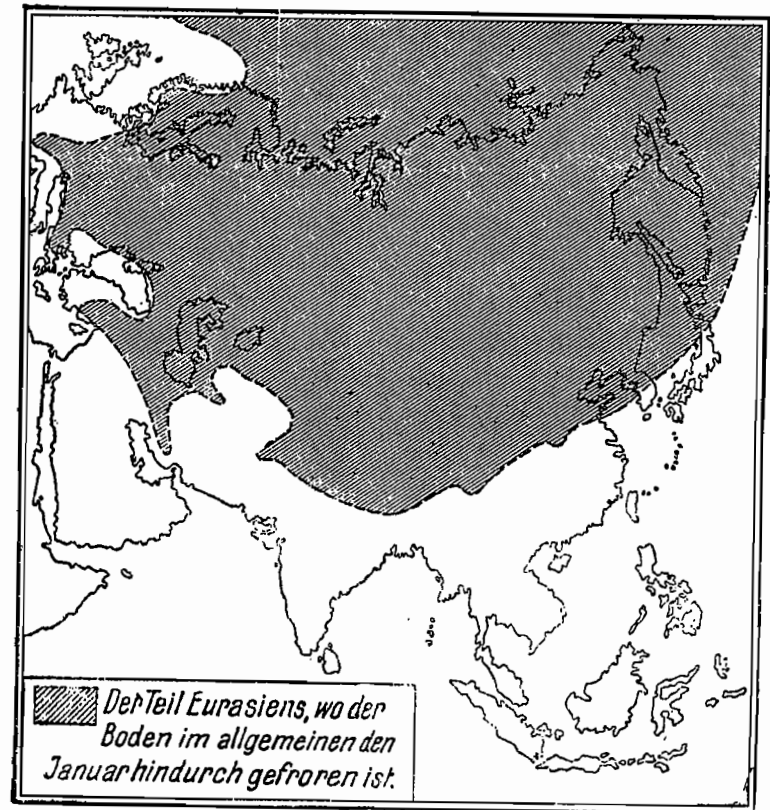 Der Teil Eurasiens, wo der
Boden im allgemeinen den
Januar hindurch gefroren ist.